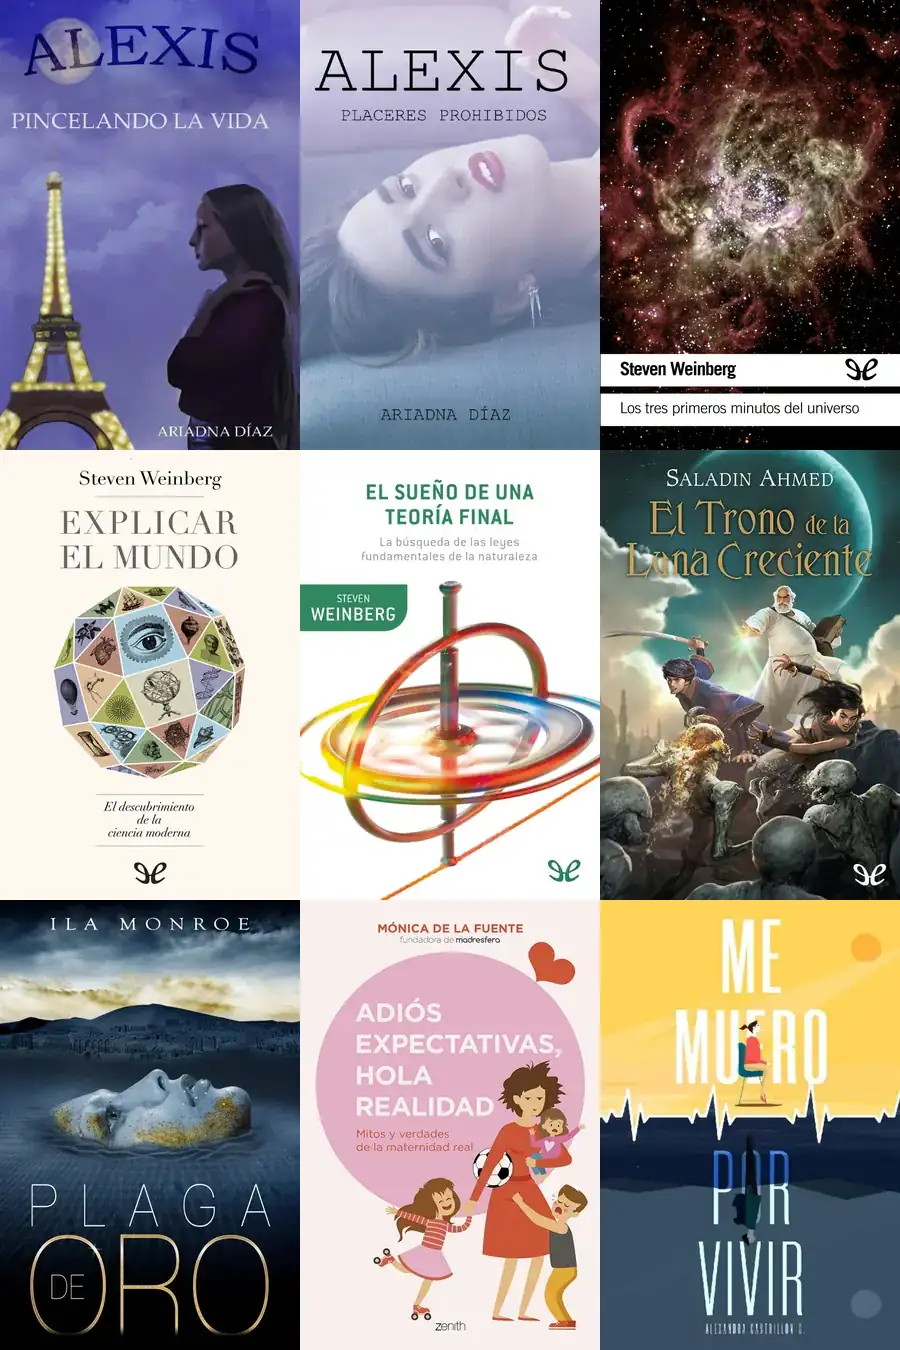 ALEXIS
PINCELANDO LA VIDA
ARIADNA DÍAZ
ALEXIS
PLACERES PROHIBIDOS
ARIADNA DÍAZ
Steven Weinberg
Los tres primeros minutos del universo
Steven Weinberg
EXPLICAR
EL MUNDO
El descubrimiento
de la
ciencia moderna
EL SUEÑO DE UNA
TEORÍA FINAL
La búsqueda de las leyes
fundamentales de la naturaleza
STEVEN
WEINBERG
SALADIN AHMED
El Trono de la
Luna Creciente
ILA MONROE
PLAGA
DE ORO
MÓNICA DE LA FUENTE
fundadora de madresfera
ADIÓS
EXPECTATIVAS,
HOLA
REALIDAD
Mitos y verdades
de la maternidad real
zenith
ME
MUERO
POR
VIVIR
ALEXANDRA CASTRILLÓN G.